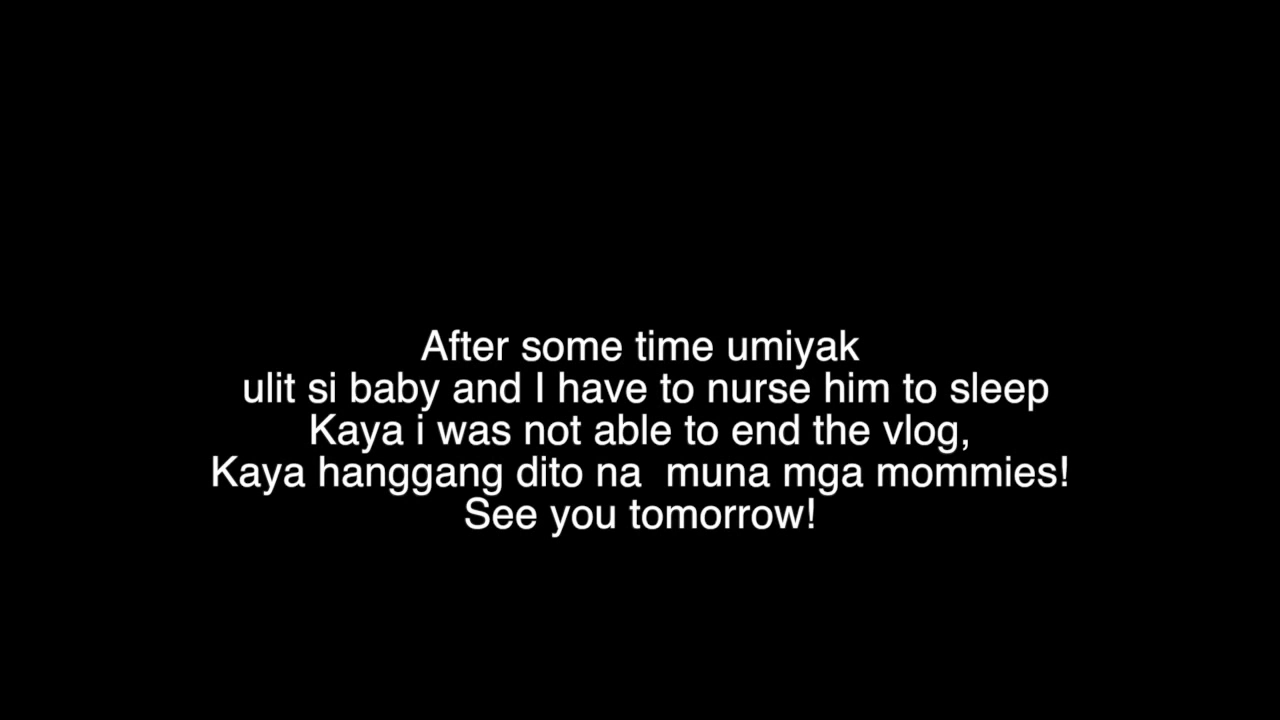 After some time umiyak
ulit si baby and I have to nurse him to sleep
Kaya i was not able to end the vlog,
Kaya hanggang dito na  muna mga mommies!
See you tomorrow!